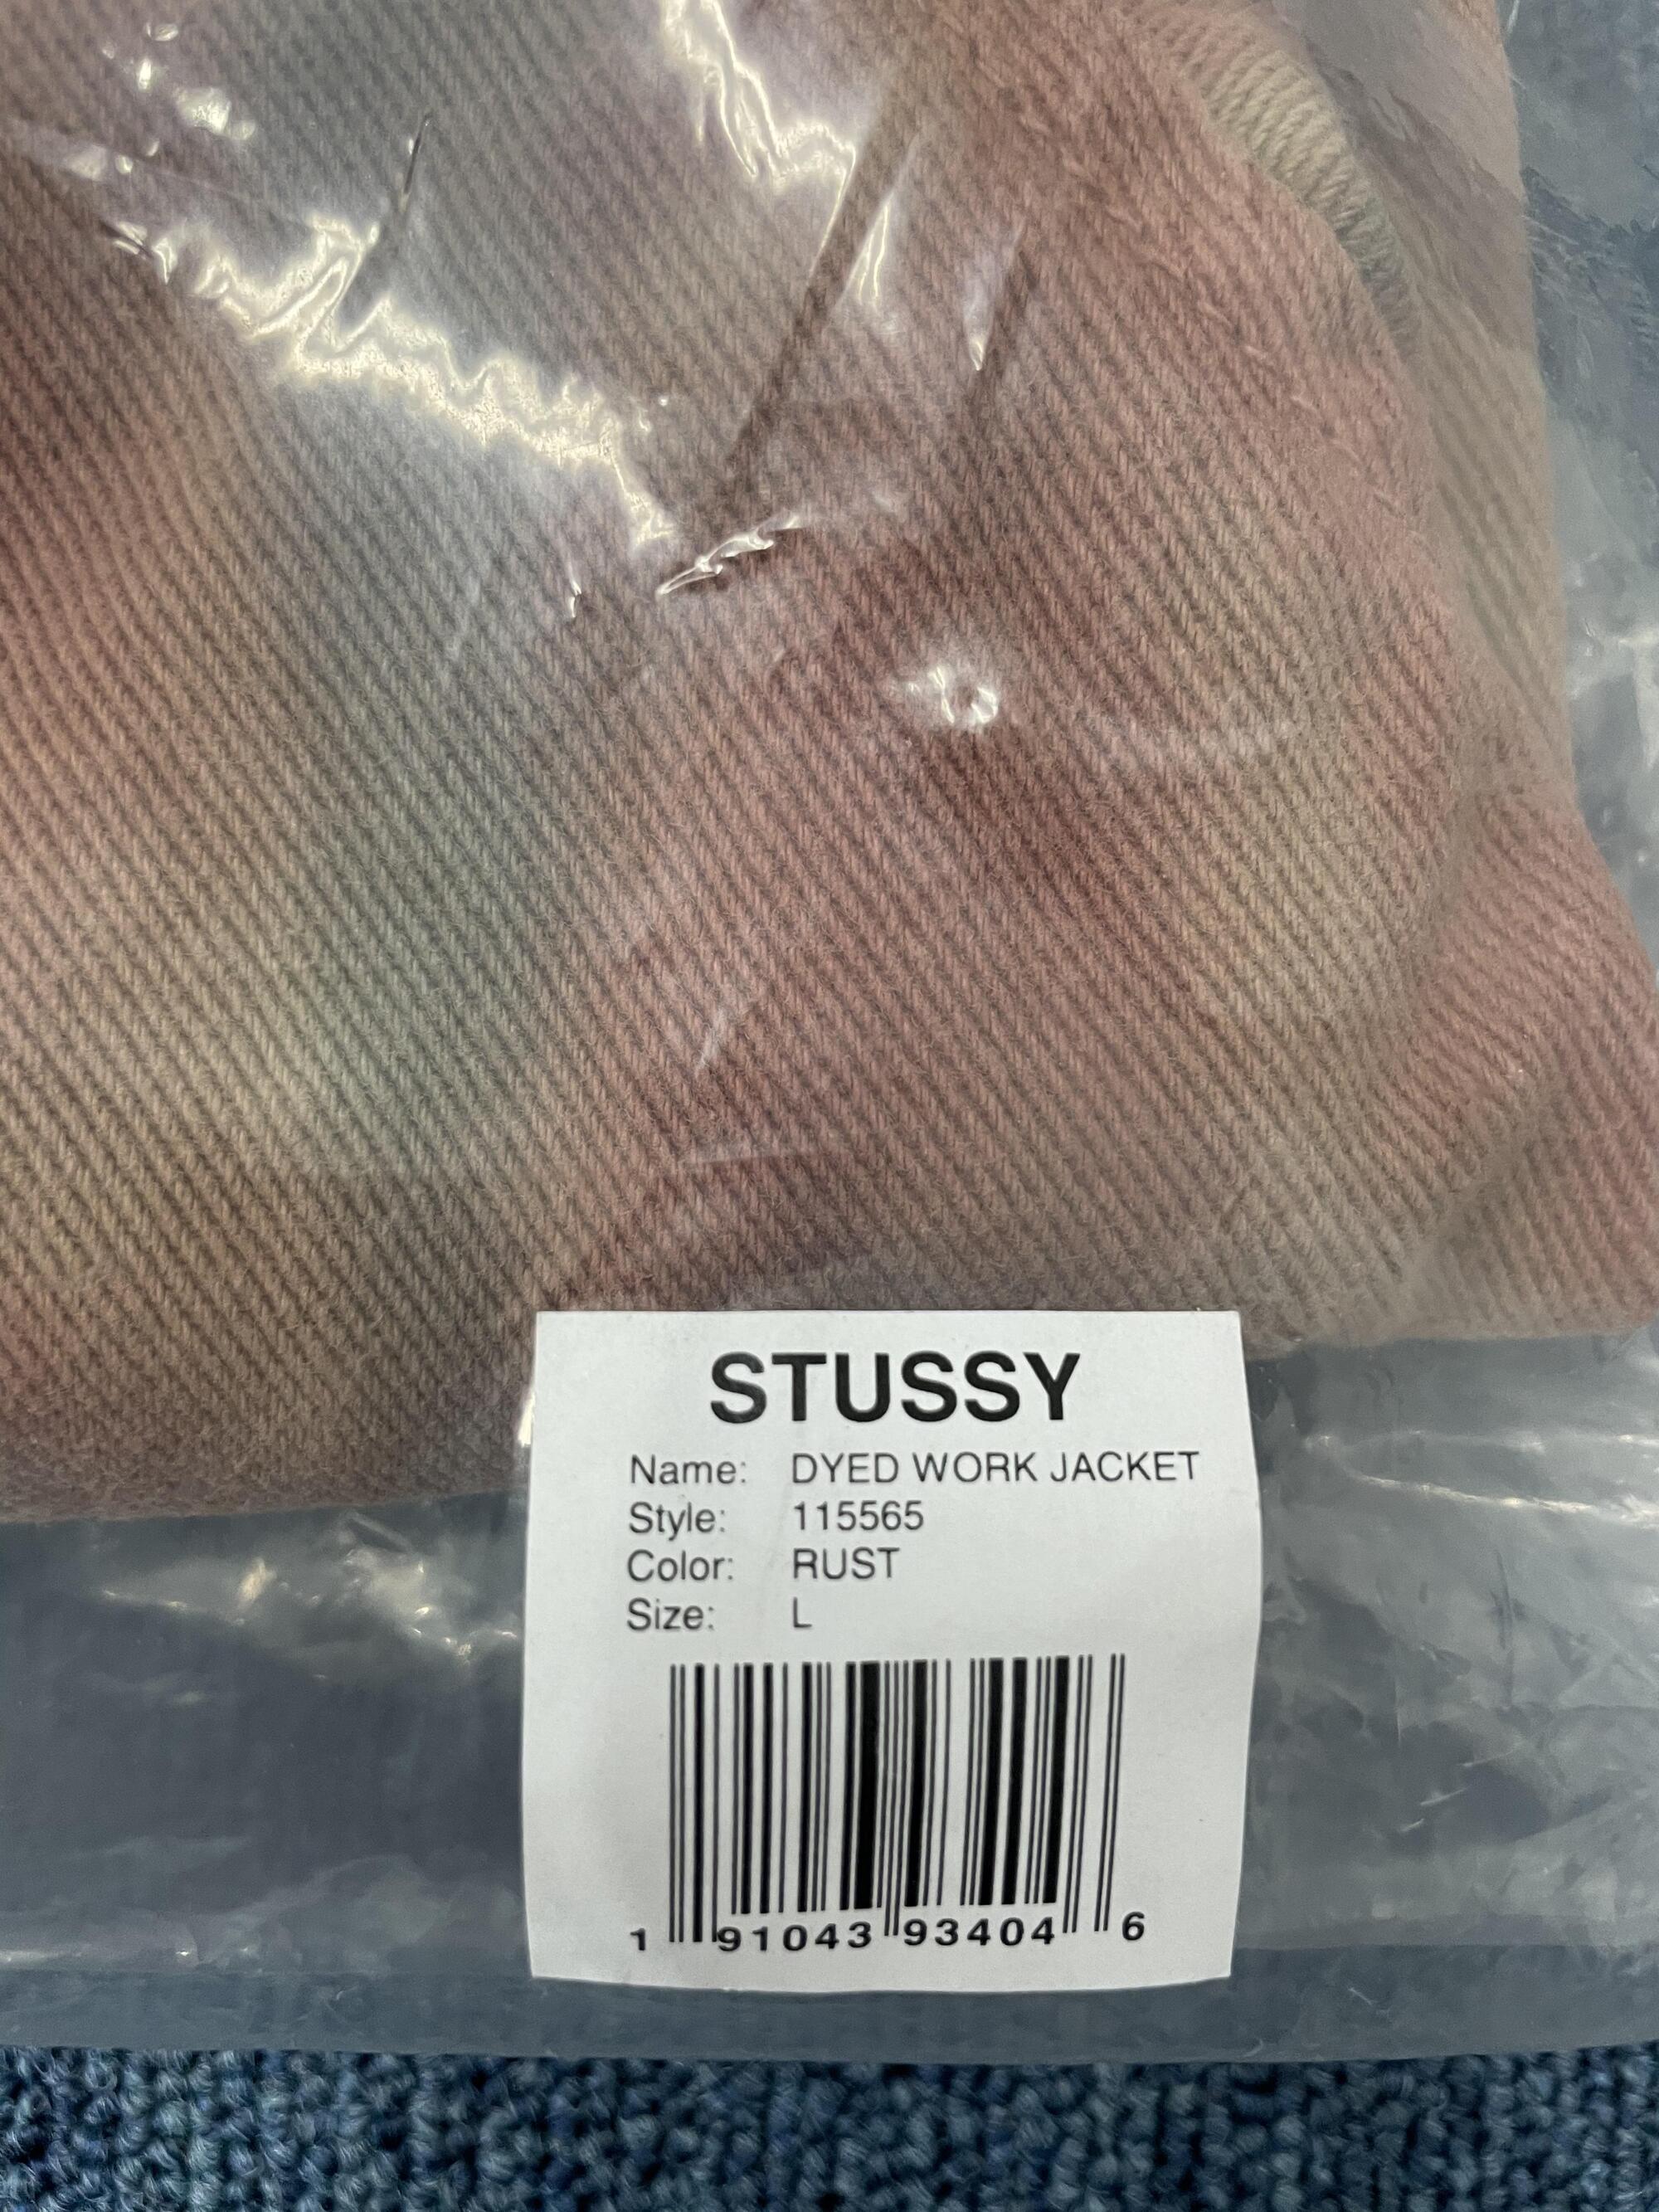 STUSSY
Name: DYED WORK JACKET
Style: 115565
Color: RUST
Size: L
1 91043 93404 6